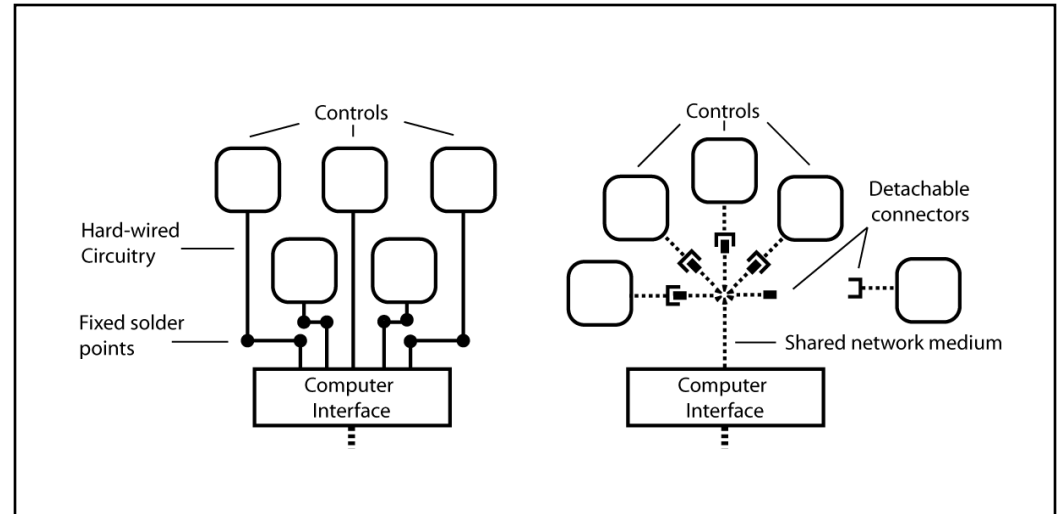 Controls
Hard-wired
Circuitry
Fixed solder
points
Computer
Interface
Controls
Detachable
connectors
Shared network medium
Computer
Interface